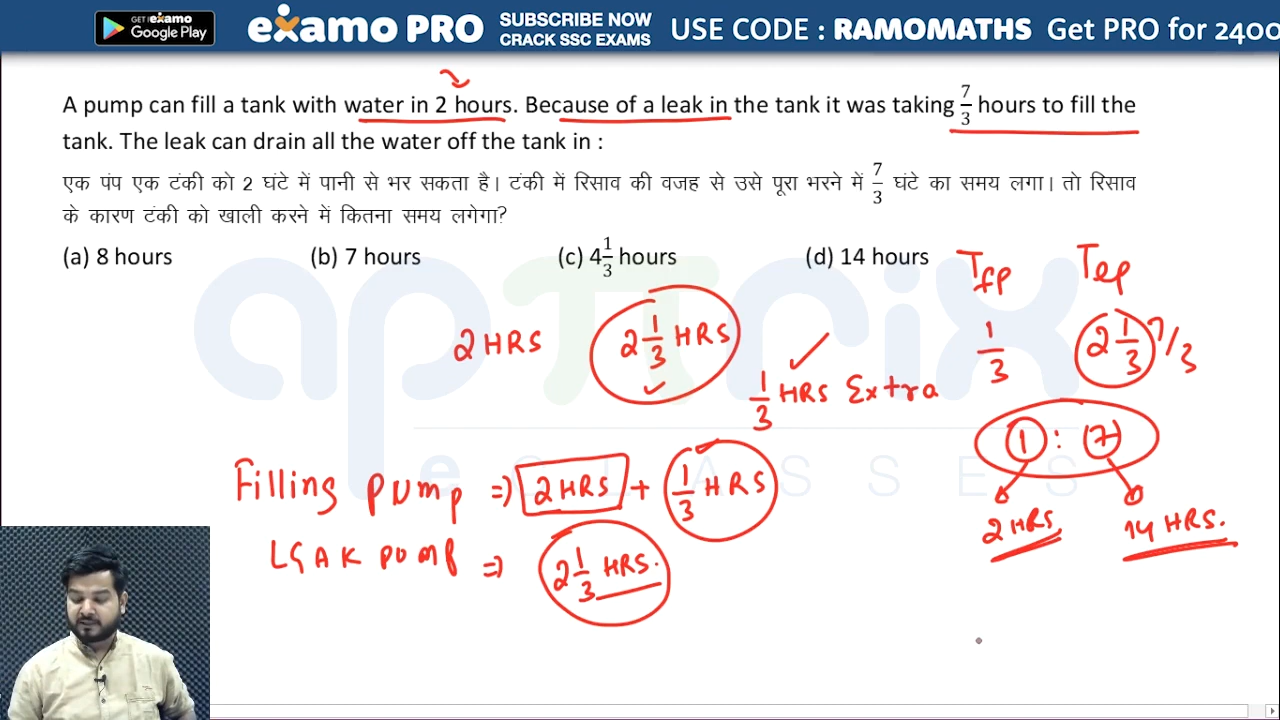 GET IT ON
Google Play
examo PRO
SUBSCRIBE NOW
CRACK SSC EXAMS
USE CODE : RAMOMATHS Get PRO for 2400
A pump can fill a tank with water in 2 hours. Because of a leak in the tank it was taking 7/3 hours to fill the
tank. The leak can drain all the water off the tank in :
एक पंप एक टंकी को 2 घंटे में पानी से भर सकता है। टंकी में रिसाव की वजह से उसे पूरा भरने में 7/3 घंटे का समय लगा। तो रिसाव
के कारण टंकी को खाली करने में कितना समय लगेगा?
(a) 8 hours (b) 7 hours (c) 4 1/3 hours (d) 14 hours
Tfp Tep
2 HRS 2 1/3 HRS
1/3 2 1/3 7/3
1/3 HRS Extra
1 : 7
Filling pump ⇒ 2 HRS + 1/3 HRS
2 HRS 14 HRS.
LEAK PUMP ⇒ 2 1/3 HRS.
apπnix
e CLASSES